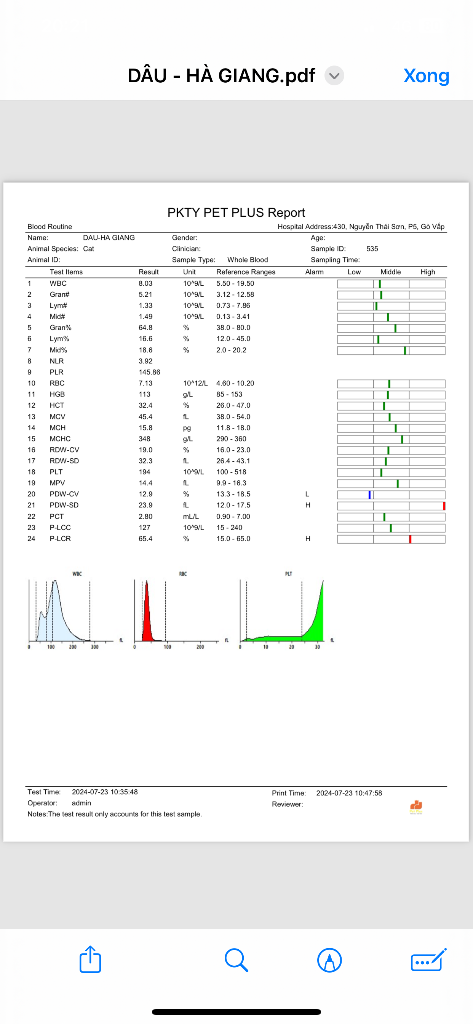 DÂU - HÀ GIANG.pdf
Xong
PKTY PET PLUS Report
Blood Routine Hospital Address:430, Nguyễn Thái Sơn, P5, Gò Vấp
Name: DAU-HA GIANG Gender: Age:
Animal Species: Cat Clinician: Sample ID: 535
Animal ID: Sample Type: Whole Blood Sampling Time:
Test Items Result Unit Reference Ranges Alarm Low Middle High
1 WBC 8.03 10^9/L 5.50 - 19.50
2 Gran# 5.21 10^9/L 3.12 - 12.58
3 Lym# 1.33 10^9/L 0.73 - 7.86
4 Mid# 1.49 10^9/L 0.13 - 3.41
5 Gran% 64.8 % 38.0 - 80.0
6 Lym% 16.6 % 12.0 - 45.0
7 Mid% 18.6 % 2.0 - 20.2
8 NLR 3.92
9 PLR 145.86
10 RBC 7.13 10^12/L 4.60 - 10.20
11 HGB 113 g/L 85 - 153
12 HCT 32.4 % 26.0 - 47.0
13 MCV 45.4 fL 38.0 - 54.0
14 MCH 15.8 pg 11.8 - 18.0
15 MCHC 348 g/L 290 - 360
16 RDW-CV 19.0 % 16.0 - 23.0
17 RDW-SD 32.3 fL 26.4 - 43.1
18 PLT 194 10^9/L 100 - 518
19 MPV 14.4 fL 9.9 - 16.3
20 PDW-CV 12.9 % 13.3 - 18.5 L
21 PDW-SD 23.9 fL 12.0 - 17.5 H
22 PCT 2.80 mL/L 0.90 - 7.00
23 P-LCC 127 10^9/L 15 - 240
24 P-LCR 65.4 % 15.0 - 65.0 H
WBC RBC PLT
0 100 200 300 fL 0 100 200 fL 0 10 20 30 fL
Test Time: 2024-07-23 10:35:48 Print Time: 2024-07-23 10:47:58
Operator: admin Reviewer:
Notes:The test result only accounts for this test sample.